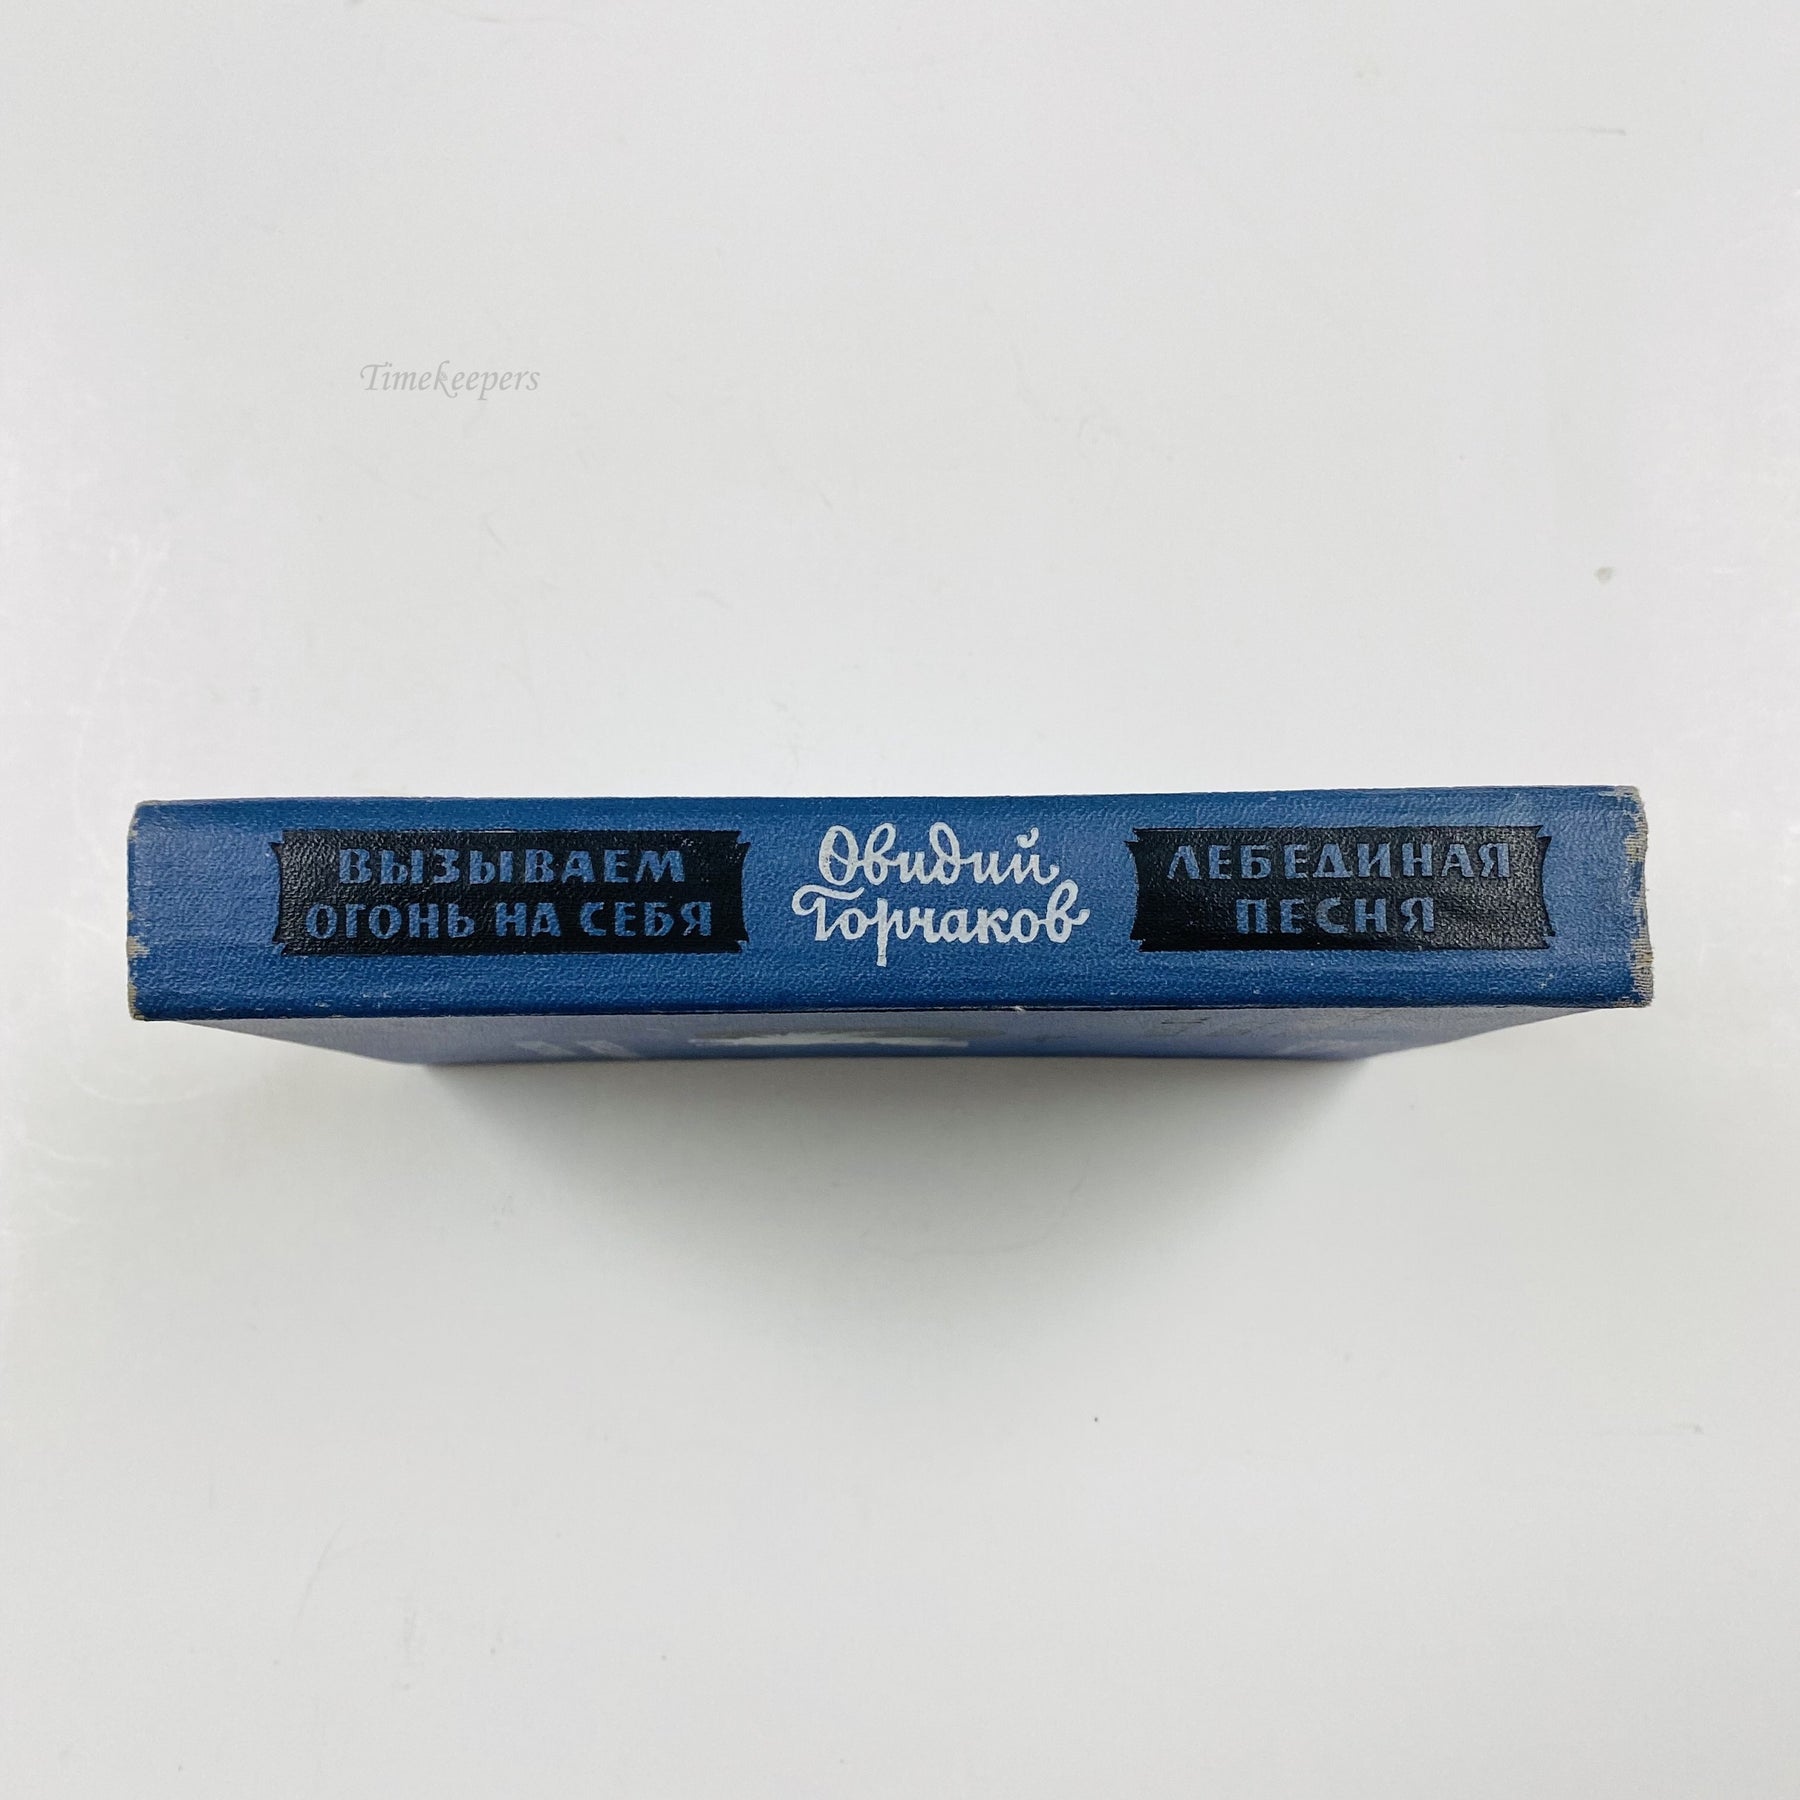 Timekeepers
ВЫЗЫВАЕМ
ОГОНЬ НА СЕБЯ
Овидий
Горчаков
ЛЕБЕДИНАЯ
ПЕСНЯ